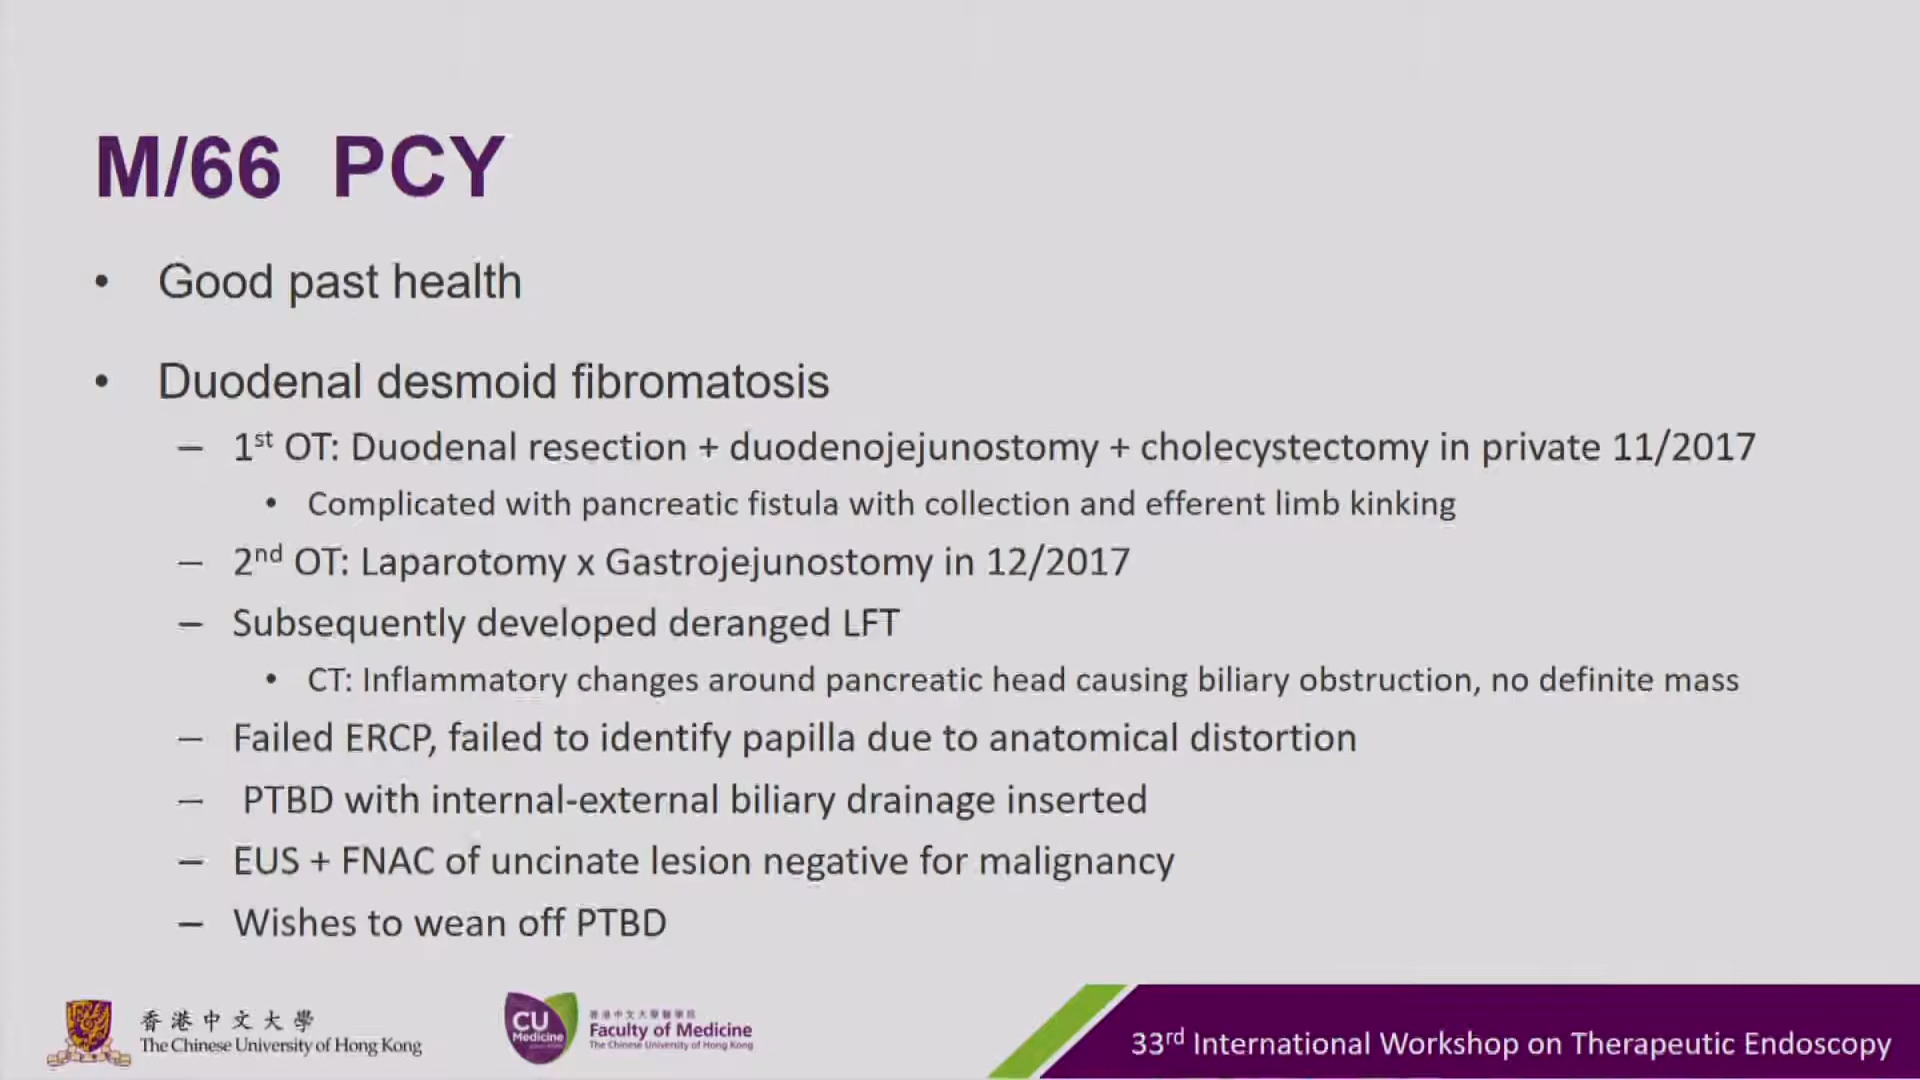 M/66 PCY
• Good past health
• Duodenal desmoid fibromatosis
– 1st OT: Duodenal resection + duodenojejunostomy + cholecystectomy in private 11/2017
• Complicated with pancreatic fistula with collection and efferent limb kinking
– 2nd OT: Laparotomy x Gastrojejunostomy in 12/2017
– Subsequently developed deranged LFT
• CT: Inflammatory changes around pancreatic head causing biliary obstruction, no definite mass
– Failed ERCP, failed to identify papilla due to anatomical distortion
– PTBD with internal-external biliary drainage inserted
– EUS + FNAC of uncinate lesion negative for malignancy
– Wishes to wean off PTBD
香港中文大學
The Chinese University of Hong Kong
CU
Medicine
香港中文大學醫學院
Faculty of Medicine
The Chinese University of Hong Kong
33rd International Workshop on Therapeutic Endoscopy